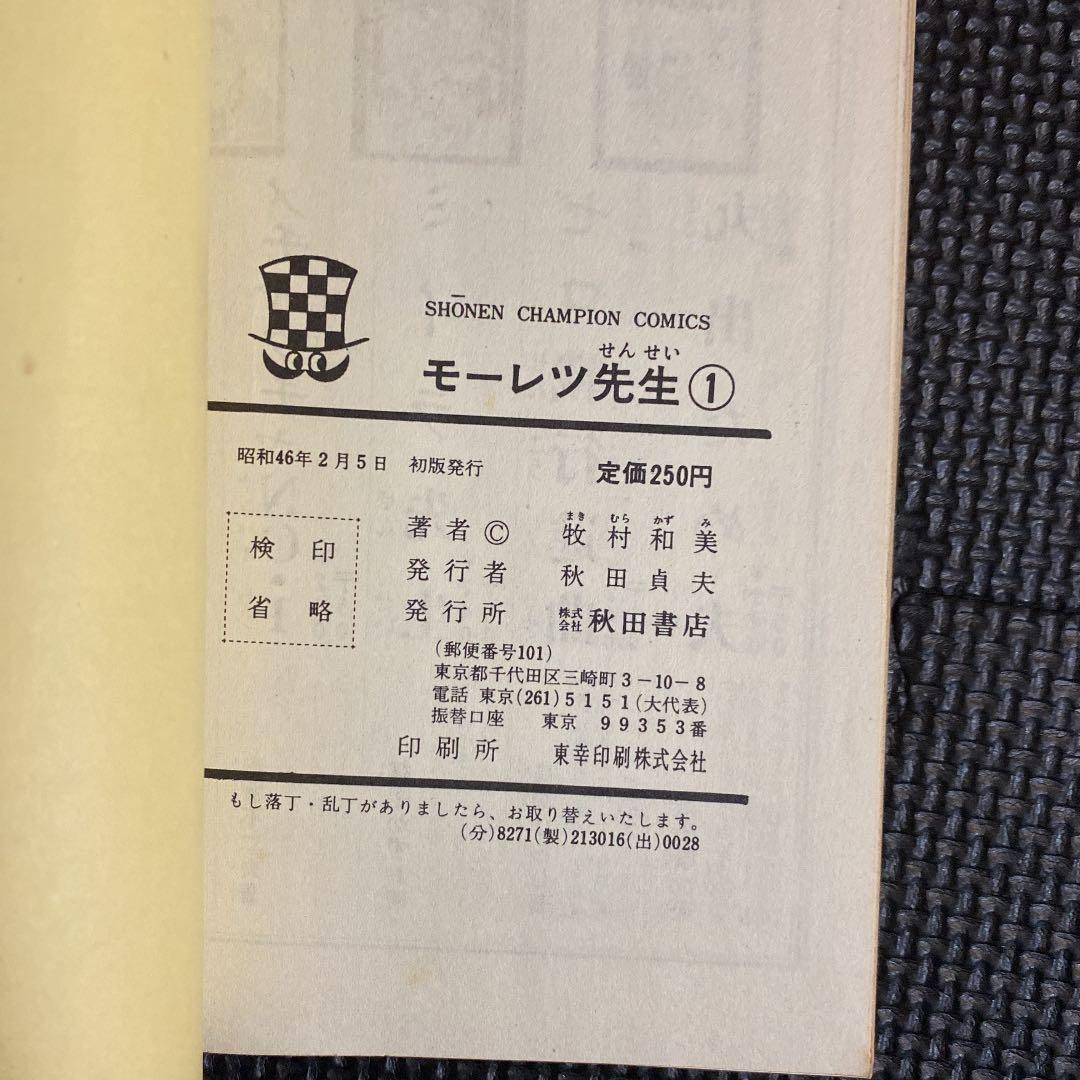 SHŌNEN CHAMPION COMICS
せんせい
モーレツ先生①
昭和46年2月5日 初版発行 定価250円
検印
省略
まき むら かず み
著者© 牧村和美
発行者 秋田貞夫
発行所 株式会社 秋田書店
(郵便番号101)
東京都千代田区三崎町3-10-8
電話 東京(261)5151(大代表)
振替口座 東京 99353番
印刷所 東幸印刷株式会社
もし落丁・乱丁がありましたら、お取り替えいたします。
(分)8271(製)213016(出)0028